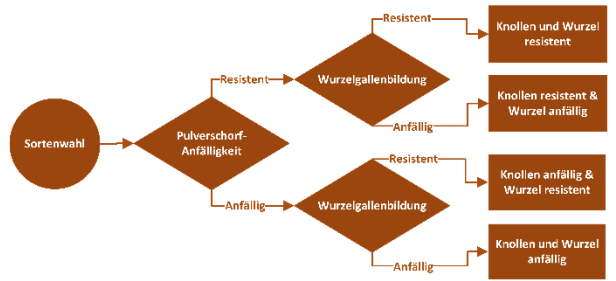 Sortenwahl
Pulverschorf-
Anfälligkeit
Resistent
Wurzelgallenbildung
Resistent
Knollen und Wurzel
resistent
Anfällig
Knollen resistent &
Wurzel anfällig
Anfällig
Wurzelgallenbildung
Resistent
Knollen anfällig &
Wurzel resistent
Anfällig
Knollen und Wurzel
anfällig